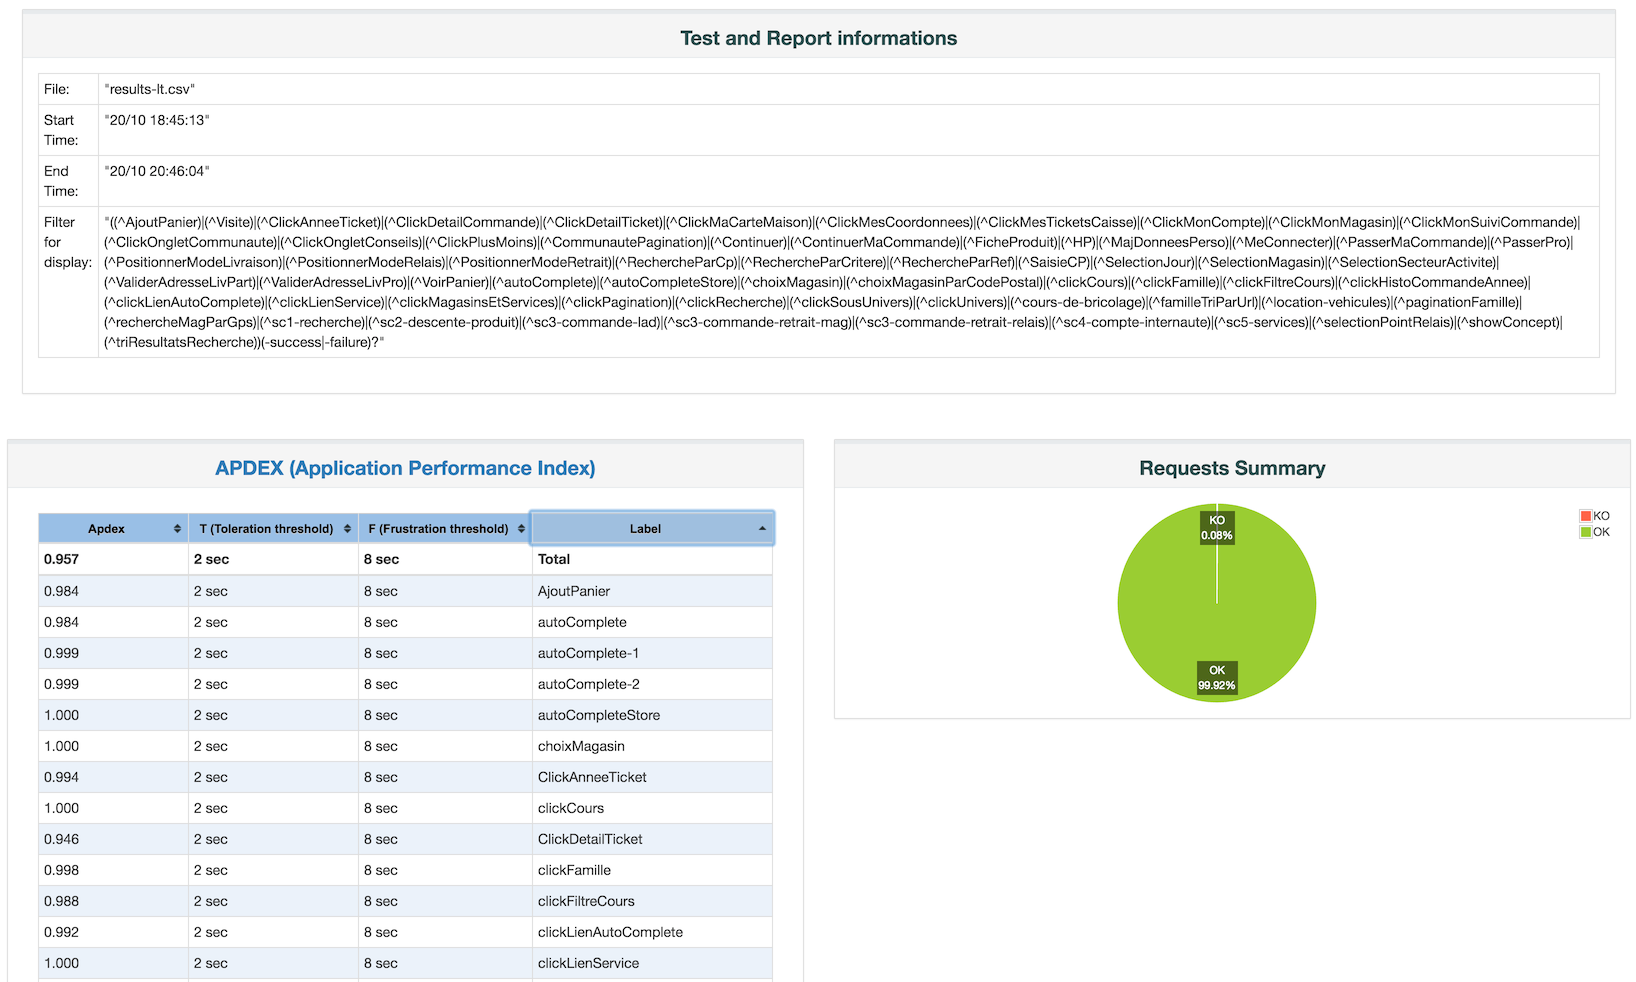 Test and Report informations
File: "results-lt.csv"
Start Time: "20/10 18:45:13"
End Time: "20/10 20:46:04"
Filter for display:
"((^AjoutPanier)|(^Visite)|(^ClickAnneeTicket)|(^ClickDetailCommande)|(^ClickDetailTicket)|(^ClickMaCarteMaison)|(^ClickMesCoordonnees)|(^ClickMesTicketsCaisse)|(^ClickMonCompte)|(^ClickMonMagasin)|(^ClickMonSuiviCommande)|
(^ClickOngletCommunaute)|(^ClickOngletConseils)|(^ClickPlusMoins)|(^CommunautePagination)|(^Continuer)|(^ContinuerMaCommande)|(^FicheProduit)|(^HP)|(^MajDonneesPerso)|(^MeConnecter)|(^PasserMaCommande)|(^PasserPro)|
(^PositionnerModeLivraison)|(^PositionnerModeRelais)|(^PositionnerModeRetrait)|(^RechercheParCp)|(^RechercheParCritere)|(^RechercheParRef)|(^SaisieCP)|(^SelectionJour)|(^SelectionMagasin)|(^SelectionSecteurActivite)|
(^ValiderAdresseLivPart)|(^ValiderAdresseLivPro)|(^VoirPanier)|(^autoComplete)|(^autoCompleteStore)|(^choixMagasin)|(^choixMagasinParCodePostal)|(^clickCours)|(^clickFamille)|(^clickFiltreCours)|(^clickHistoCommandeAnnee)|
(^clickLienAutoComplete)|(^clickLienService)|(^clickMagasinsEtServices)|(^clickPagination)|(^clickRecherche)|(^clickSousUnivers)|(^clickUnivers)|(^cours-de-bricolage)|(^familleTriParUrl)|(^location-vehicules)|(^paginationFamille)|
(^rechercheMagParGps)|(^sc1-recherche)|(^sc2-descente-produit)|(^sc3-commande-lad)|(^sc3-commande-retrait-mag)|(^sc3-commande-retrait-relais)|(^sc4-compte-internaute)|(^sc5-services)|(^selectionPointRelais)|(^showConcept)|
(^triResultatsRecherche))(-success|-failure)?"
APDEX (Application Performance Index)
Apdex T (Toleration threshold) F (Frustration threshold) Label
0.957 2 sec 8 sec Total
0.984 2 sec 8 sec AjoutPanier
0.984 2 sec 8 sec autoComplete
0.999 2 sec 8 sec autoComplete-1
0.999 2 sec 8 sec autoComplete-2
1.000 2 sec 8 sec autoCompleteStore
1.000 2 sec 8 sec choixMagasin
0.994 2 sec 8 sec ClickAnneeTicket
1.000 2 sec 8 sec clickCours
0.946 2 sec 8 sec ClickDetailTicket
0.998 2 sec 8 sec clickFamille
0.988 2 sec 8 sec clickFiltreCours
0.992 2 sec 8 sec clickLienAutoComplete
1.000 2 sec 8 sec clickLienService
Requests Summary
KO
0.08%
OK
99.92%
KO
OK